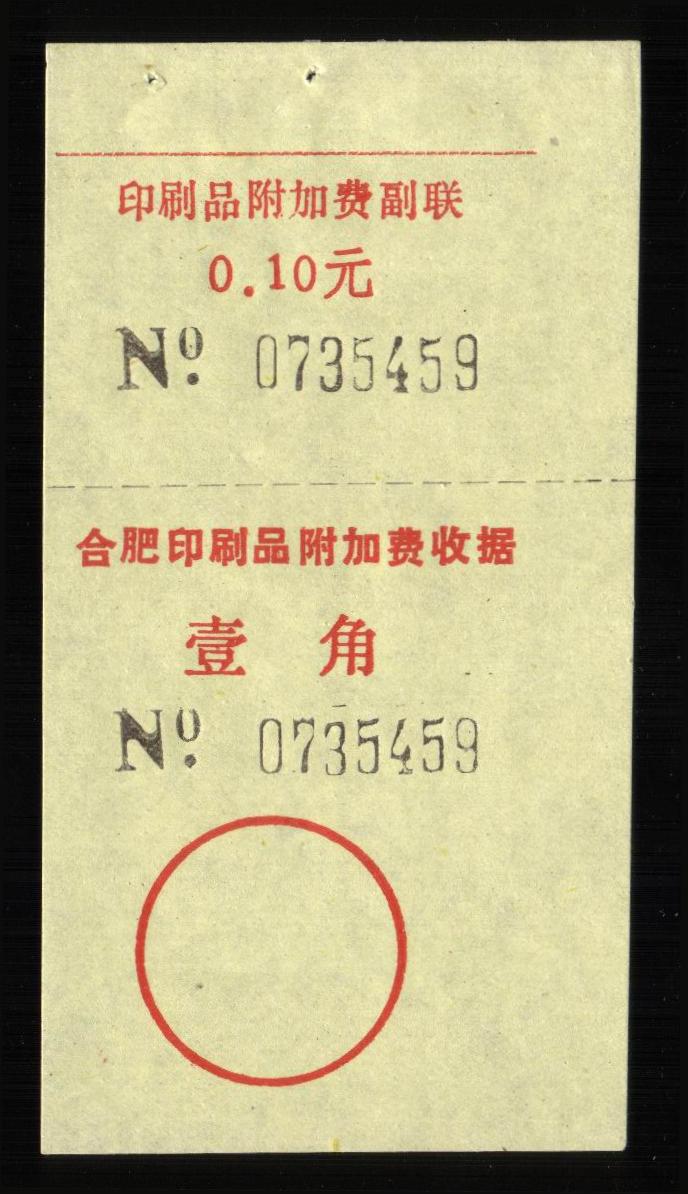 印刷品附加费副联
0.10元
Nº. 0735459
合肥印刷品附加费收据
壹 角
Nº. 0735459